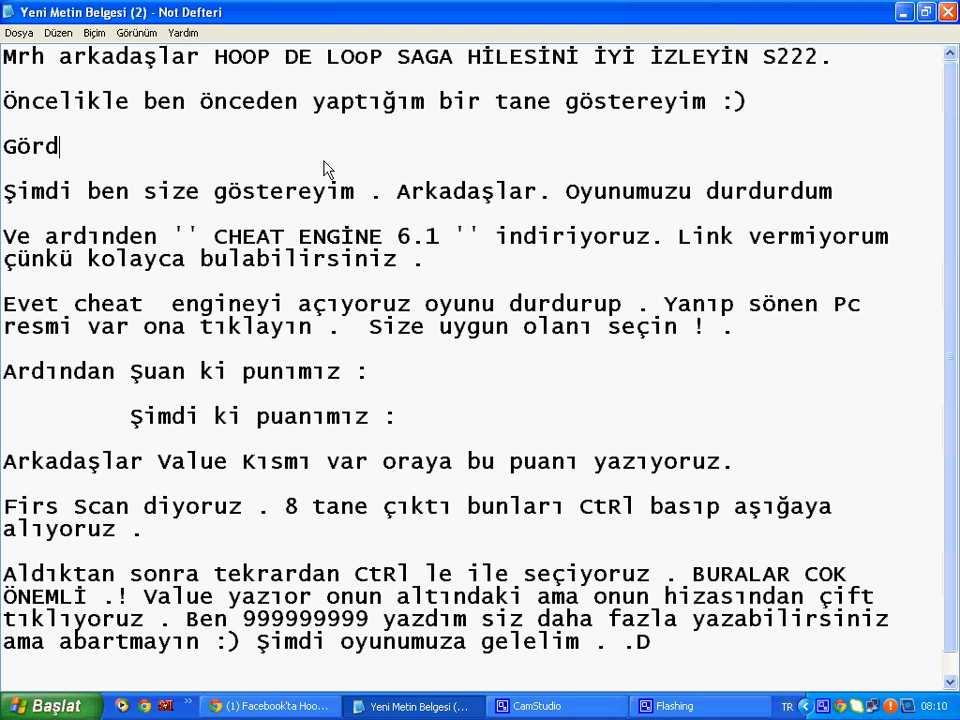 Yeni Metin Belgesi (2) - Not Defteri
Dosya Düzen Biçim Görünüm Yardım
Mrh arkadaşlar HOOP DE LOoP SAGA HİLESİNİ İYİ İZLEYİN S222.
Öncelikle ben önceden yaptığım bir tane göstereyim :)
Görd
Şimdi ben size göstereyim . Arkadaşlar. Oyunumuzu durdurdum
Ve ardından '' CHEAT ENGİNE 6.1 '' indiriyoruz. Link vermiyorum
çünkü kolayca bulabilirsiniz .
Evet cheat  engineyi açıyoruz oyunu durdurup . Yanıp sönen Pc
resmi var ona tıklayın .  Size uygun olanı seçin ! .
Ardından Şuan ki punımız :
Şimdi ki puanımız :
Arkadaşlar Value Kısmı var oraya bu puanı yazıyoruz.
Firs Scan diyoruz . 8 tane çıktı bunları CtRl basıp aşığaya
alıyoruz .
Aldıktan sonra tekrardan CtRl le ile seçiyoruz . BURALAR COK
ÖNEMLİ .! Value yazıor onun altındaki ama onun hizasından çift
tıklıyoruz . Ben 999999999 yazdım siz daha fazla yazabilirsiniz
ama abartmayın :) Şimdi oyunumuza gelelim . .D
Başlat (1) Facebook'ta Hoo... Yeni Metin Belgesi (... CamStudio Flashing TR 08:10